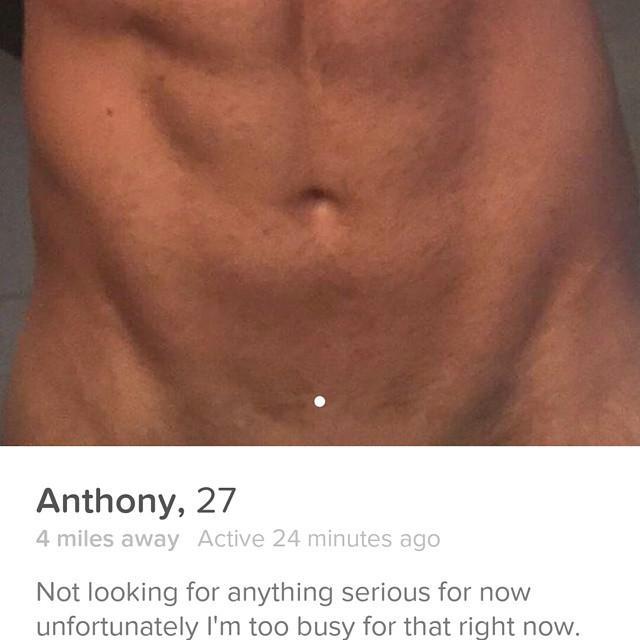 Anthony, 27
4 miles away Active 24 minutes ago
Not looking for anything serious for now
unfortunately I'm too busy for that right now.